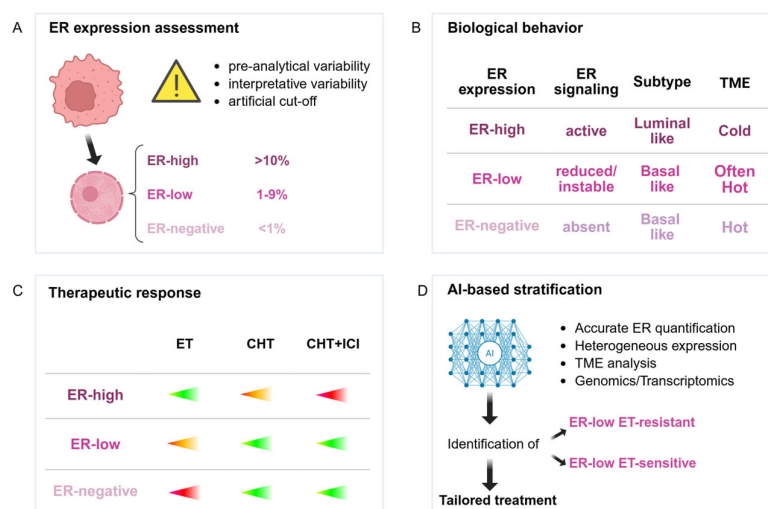 A
ER expression assessment
• pre-analytical variability
• interpretative variability
• artificial cut-off
ER-high >10%
ER-low 1-9%
ER-negative <1%
B
Biological behavior
ER expression ER signaling Subtype TME
ER-high active Luminal like Cold
ER-low reduced/ instable Basal like Often Hot
ER-negative absent Basal like Hot
C
Therapeutic response
ET CHT CHT+ICI
ER-high
ER-low
ER-negative
D
AI-based stratification
AI
• Accurate ER quantification
• Heterogeneous expression
• TME analysis
• Genomics/Transcriptomics
Identification of
ER-low ET-resistant
ER-low ET-sensitive
Tailored treatment